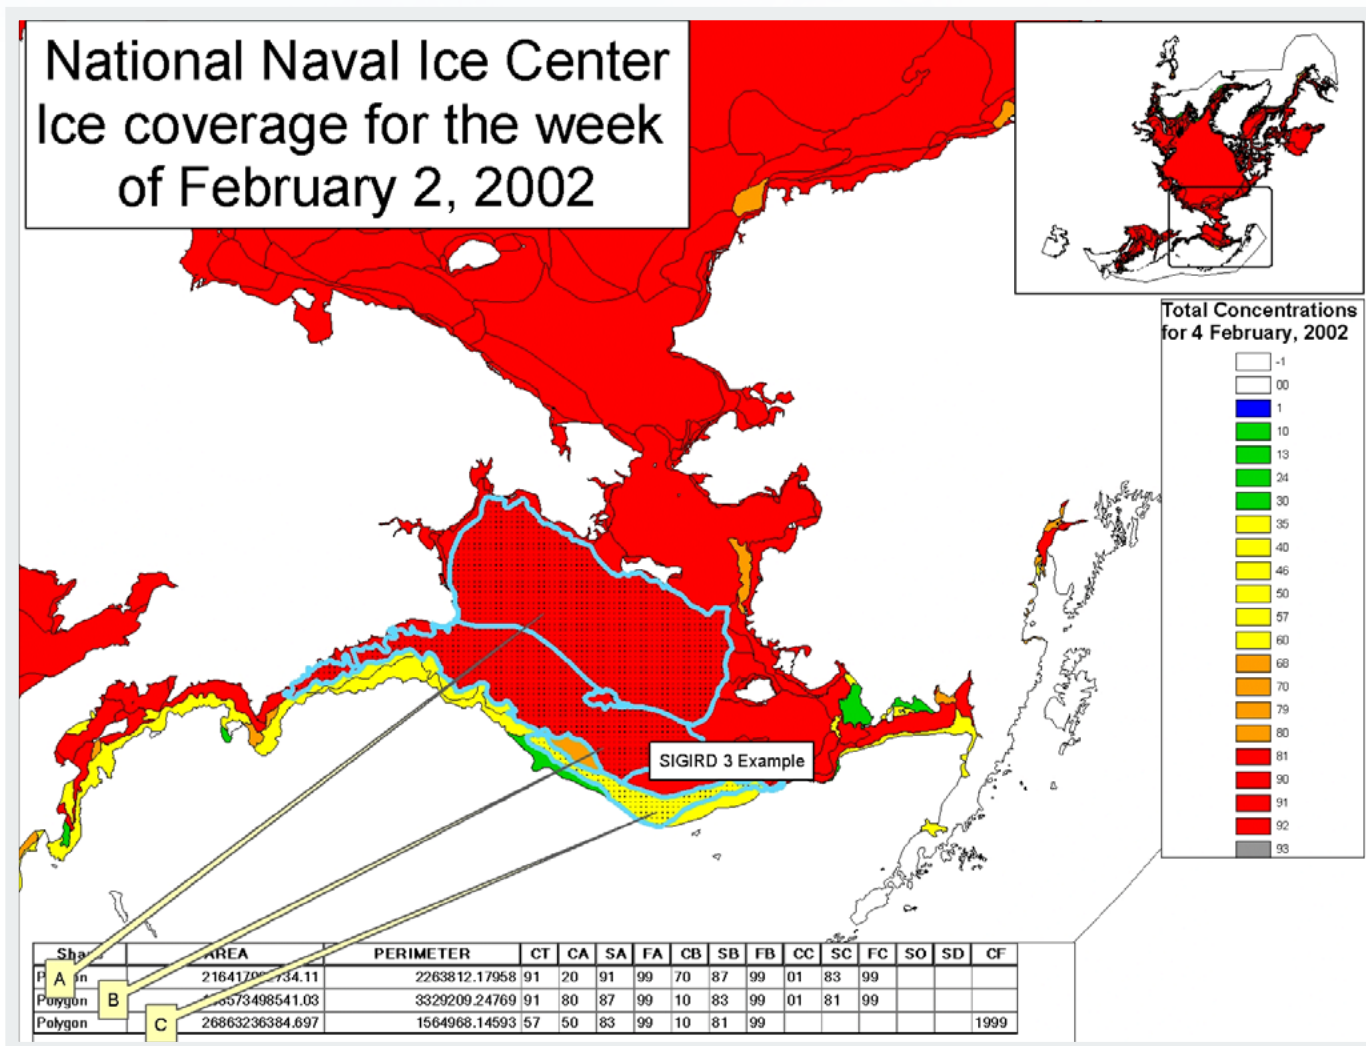 National Naval Ice Center
Ice coverage for the week
of February 2, 2002
Total Concentrations
for 4 February, 2002
-1
00
1
10
13
24
30
35
40
46
50
57
60
68
70
79
80
81
90
91
92
93
SIGIRD 3 Example
AREA PERIMETER CT CA SA FA CB SB FB CC SC FC SO SD CF
A 2263812.17958 91 20 91 99 70 87 99 01 83 99
B Polygon 3329209.24769 91 80 87 99 10 83 99 01 81 99
C Polygon 26863236384.697 1564968.14593 57 50 83 99 10 81 99 1999